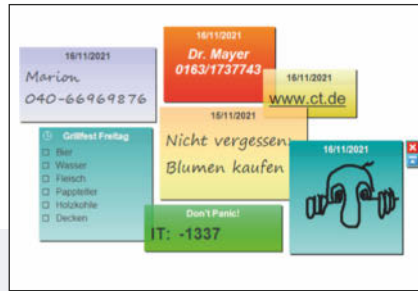 16/11/2021
Marion
040-66969876
16/11/2021
Dr. Mayer
0163/1737743
16/11/2021
www.ct.de
15/11/2021
Nicht vergessen:
Blumen kaufen
Grillfest Freitag
Bier
Wasser
Fleisch
Pappteller
Holzkohle
Decken
16/11/2021
Don't Panic!
IT: -1337